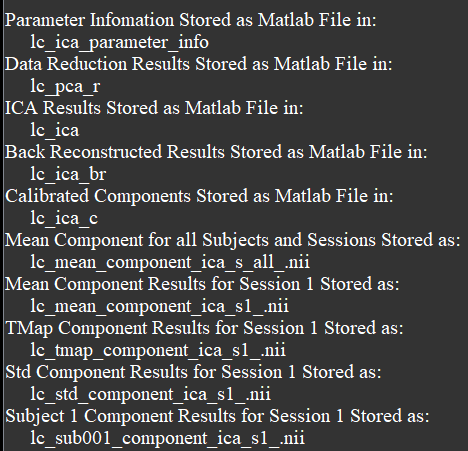 Parameter Infomation Stored as Matlab File in:
lc_ica_parameter_info
Data Reduction Results Stored as Matlab File in:
lc_pca_r
ICA Results Stored as Matlab File in:
lc_ica
Back Reconstructed Results Stored as Matlab File in:
lc_ica_br
Calibrated Components Stored as Matlab File in:
lc_ica_c
Mean Component for all Subjects and Sessions Stored as:
lc_mean_component_ica_s_all_.nii
Mean Component Results for Session 1 Stored as:
lc_mean_component_ica_s1_.nii
TMap Component Results for Session 1 Stored as:
lc_tmap_component_ica_s1_.nii
Std Component Results for Session 1 Stored as:
lc_std_component_ica_s1_.nii
Subject 1 Component Results for Session 1 Stored as:
lc_sub001_component_ica_s1_.nii